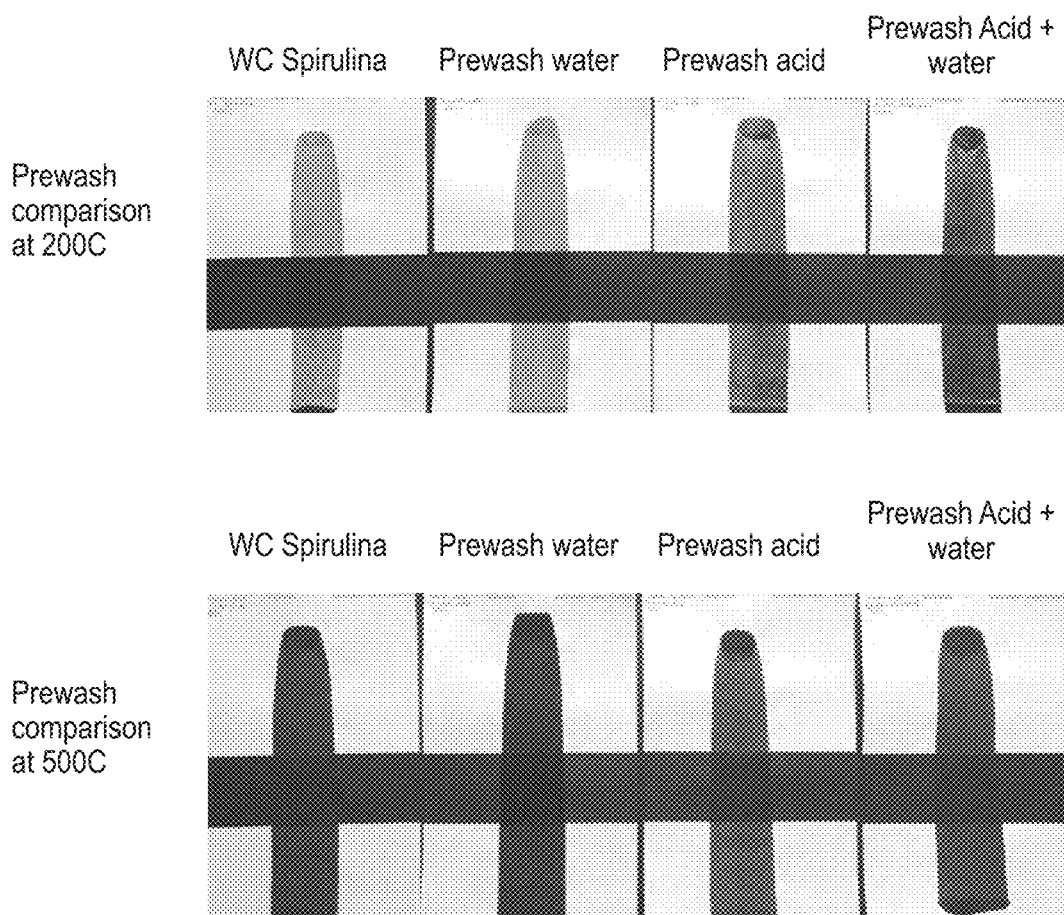 WC Spirulina
Prewash water
Prewash acid
Prewash Acid +
water
Prewash
comparison
at 200C
WC Spirulina
Prewash water
Prewash acid
Prewash Acid +
water
Prewash
comparison
at 500C